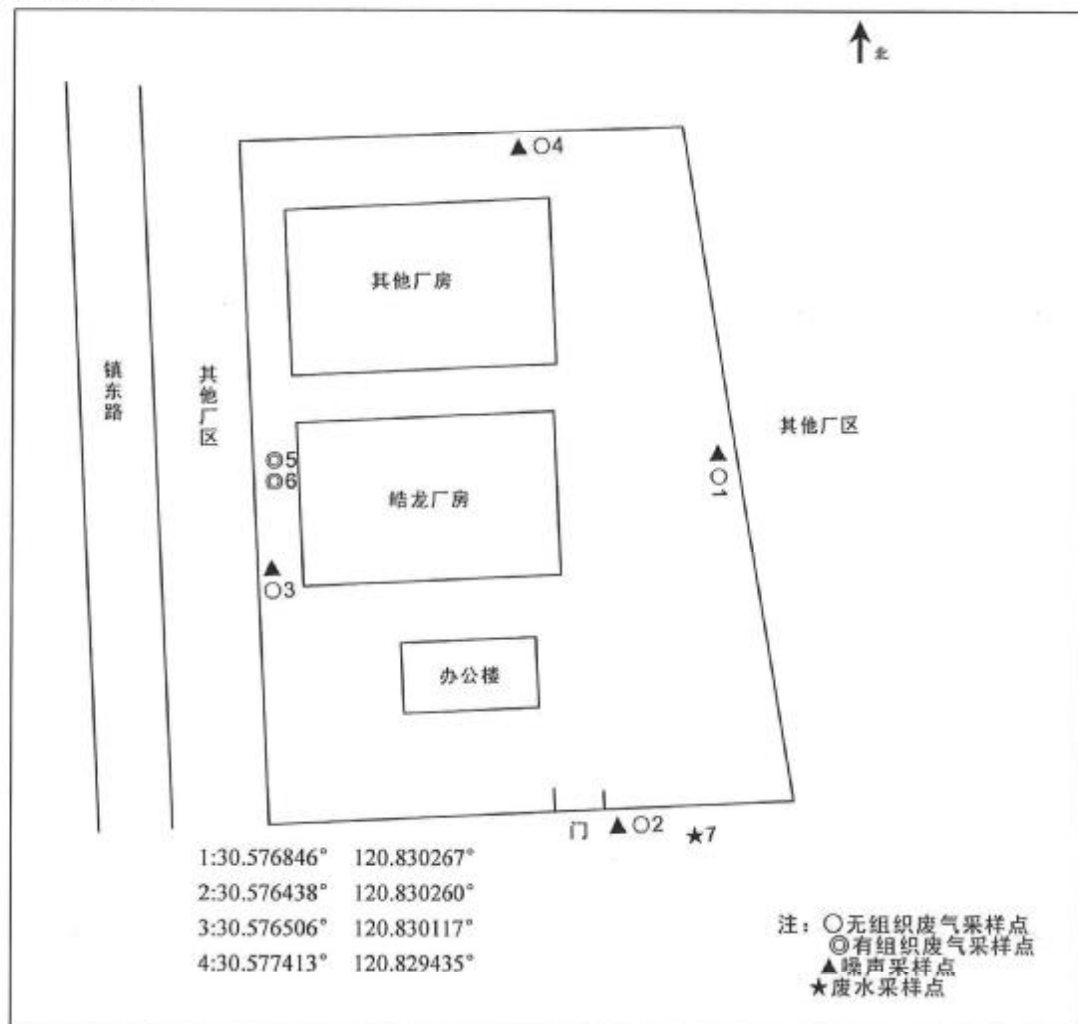 北
▲○4
其他厂房
镇东路
其他厂区
◎5
◎6
皓龙厂房
▲
○1
其他厂区
▲
○3
办公楼
门 ▲○2 ★7
1:30.576846° 120.830267°
2:30.576438° 120.830260°
3:30.576506° 120.830117°
4:30.577413° 120.829435°
注：○无组织废气采样点
◎有组织废气采样点
▲噪声采样点
★废水采样点